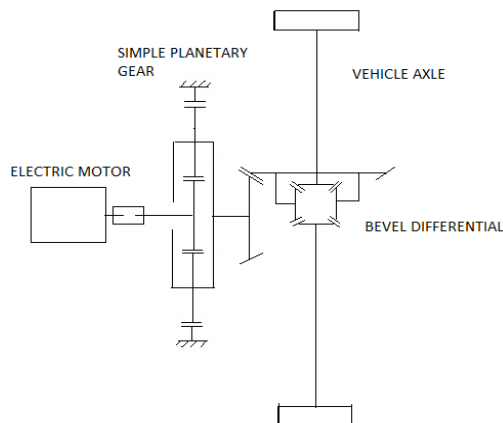 SIMPLE PLANETARY
GEAR
VEHICLE AXLE
ELECTRIC MOTOR
BEVEL DIFFERENTIAL